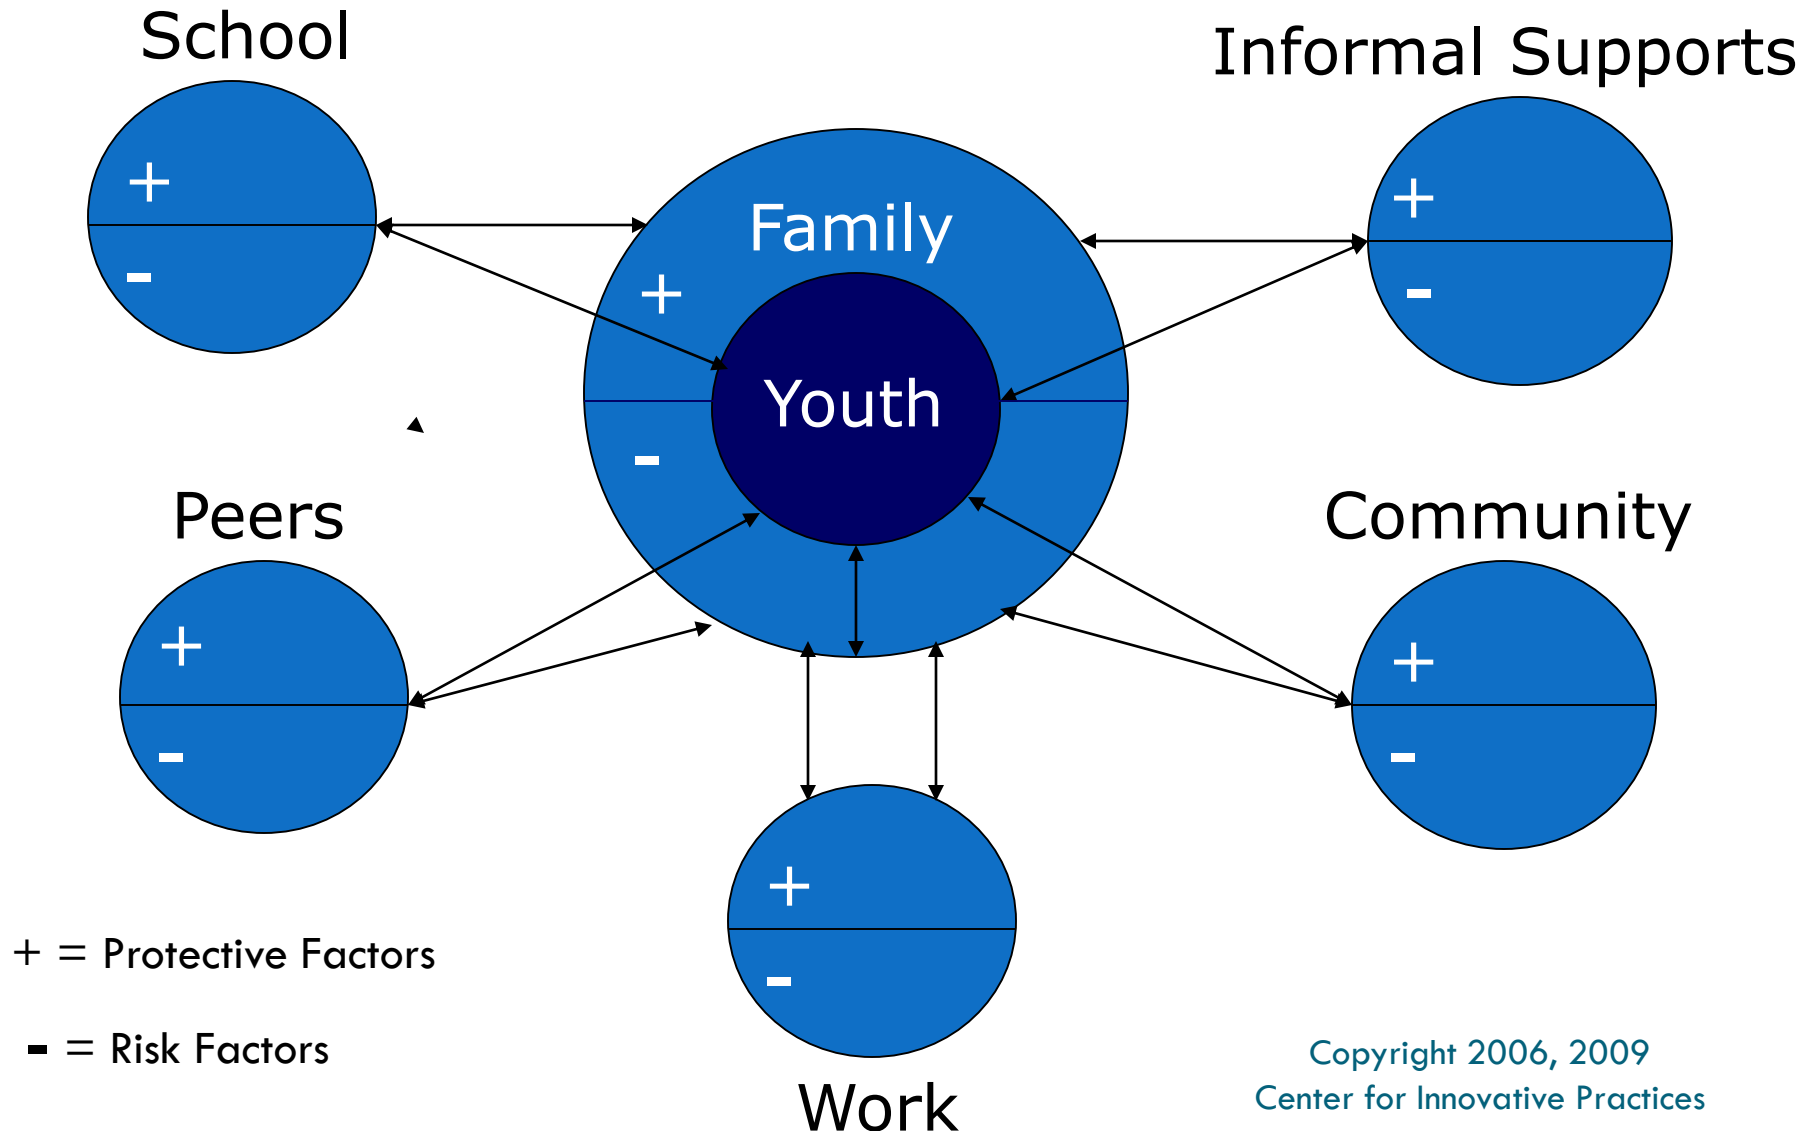 School
Informal Supports
+
-
Family
+
-
Youth
+
-
Peers
Community
+
-
+
-
+
-
+ = Protective Factors
- = Risk Factors
Work
Copyright 2006, 2009
Center for Innovative Practices